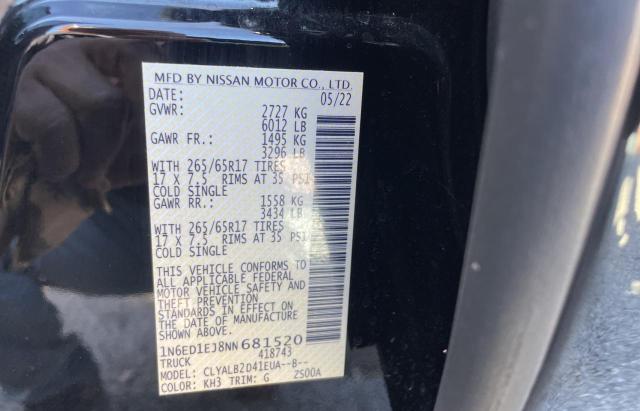 MFD BY NISSAN MOTOR CO., LTD.
DATE: 05/22
GVWR: 2727 KG
6012 LB
GAWR FR.: 1495 KG
3296 LB
WITH 265/65R17 TIRES
17 X 7.5 RIMS AT 35 PSI
COLD SINGLE
GAWR RR.: 1558 KG
3434 LB
WITH 265/65R17 TIRES
17 X 7.5 RIMS AT 35 PSI
COLD SINGLE
THIS VEHICLE CONFORMS TO
ALL APPLICABLE FEDERAL
MOTOR VEHICLE SAFETY AND
THEFT PREVENTION
STANDARDS IN EFFECT ON
THE DATE OF MANUFACTURE
SHOWN ABOVE.
1N6ED1EJ8NN681520
TRUCK 418743
MODEL: CLYALB2D41EUA--B--
COLOR: KH3 TRIM: G 2S00A